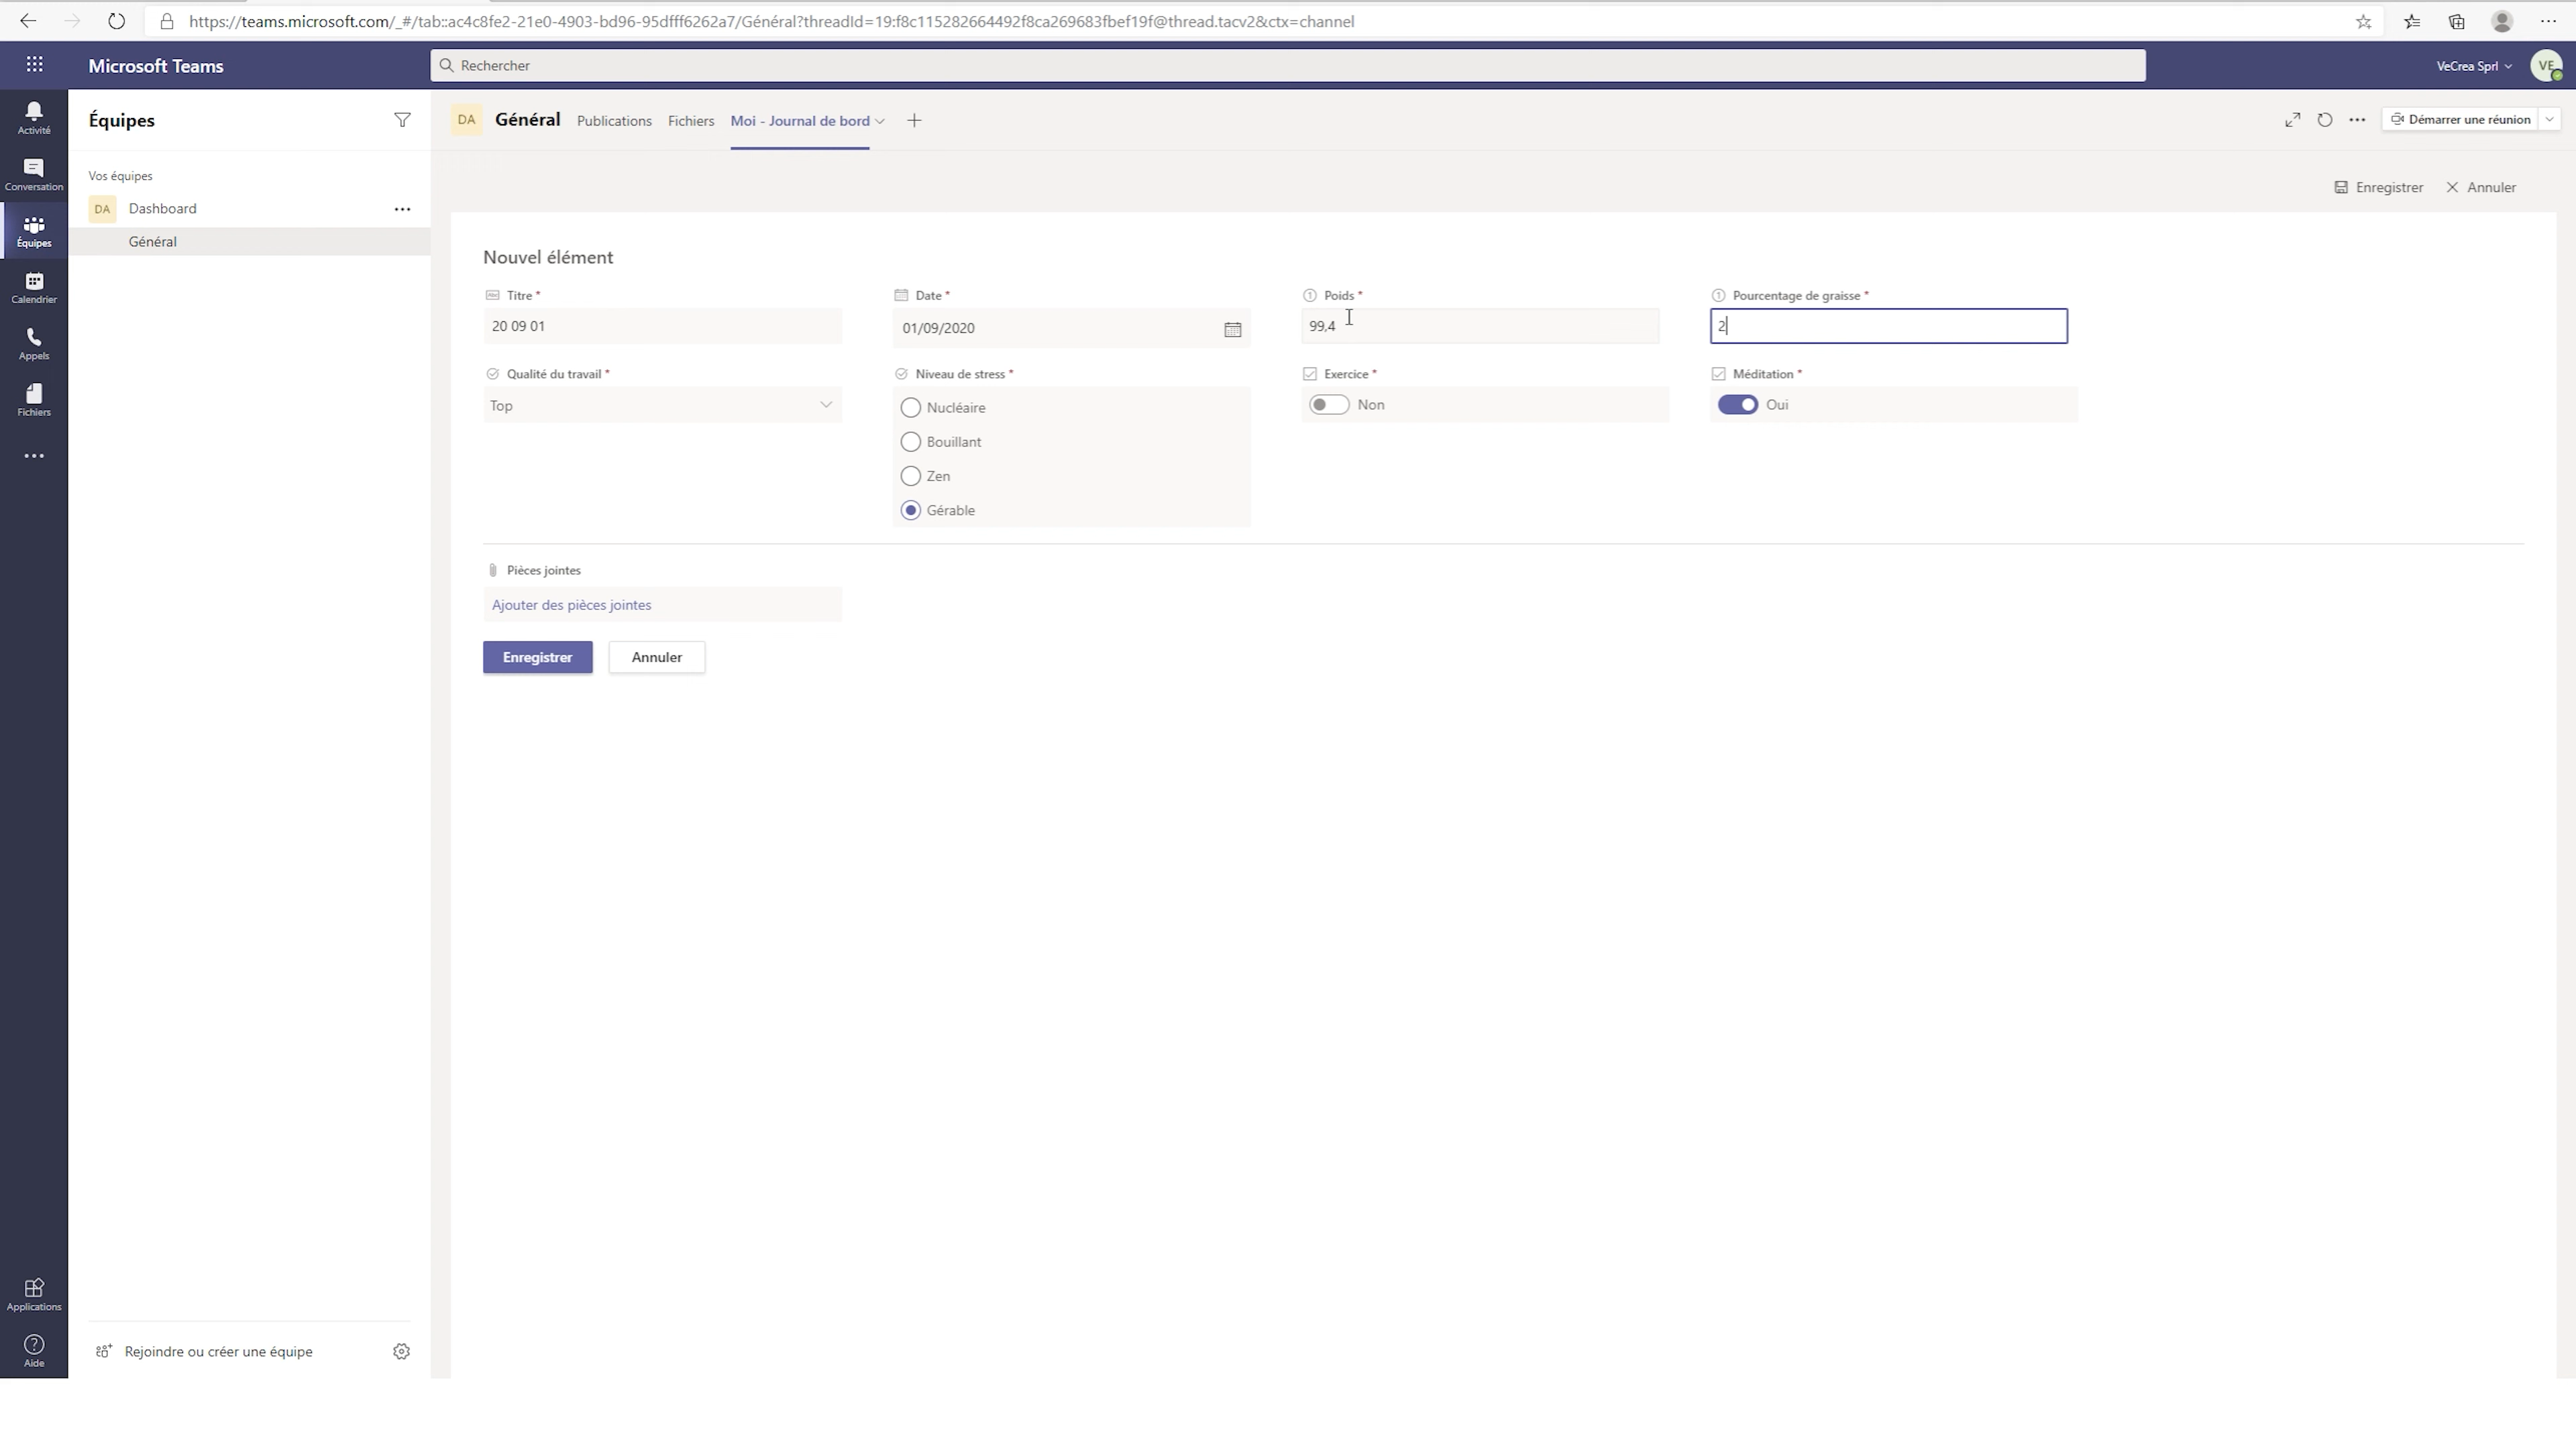 https://teams.microsoft.com/_#/tab::ac4c8fe2-21e0-4903-bd96-95dfff6262a7/Général?threadId=19:f8c115282664492f8ca269683fbef19f@thread.tacv2&ctx=channel
Microsoft Teams
Rechercher
VeCrea Sprl
VE
Activité
Conversation
Équipes
Calendrier
Appels
Fichiers
Applications
Aide
Équipes
Vos équipes
DA Dashboard
Général
Rejoindre ou créer une équipe
DA Général Publications Fichiers Moi - Journal de bord
Démarrer une réunion
Enregistrer Annuler
Nouvel élément
Titre * Date * Poids * Pourcentage de graisse *
20 09 01 01/09/2020 99,4 2
Qualité du travail * Niveau de stress * Exercice * Méditation *
Top Nucléaire Non Oui
Bouillant
Zen
Gérable
Pièces jointes
Ajouter des pièces jointes
Enregistrer Annuler